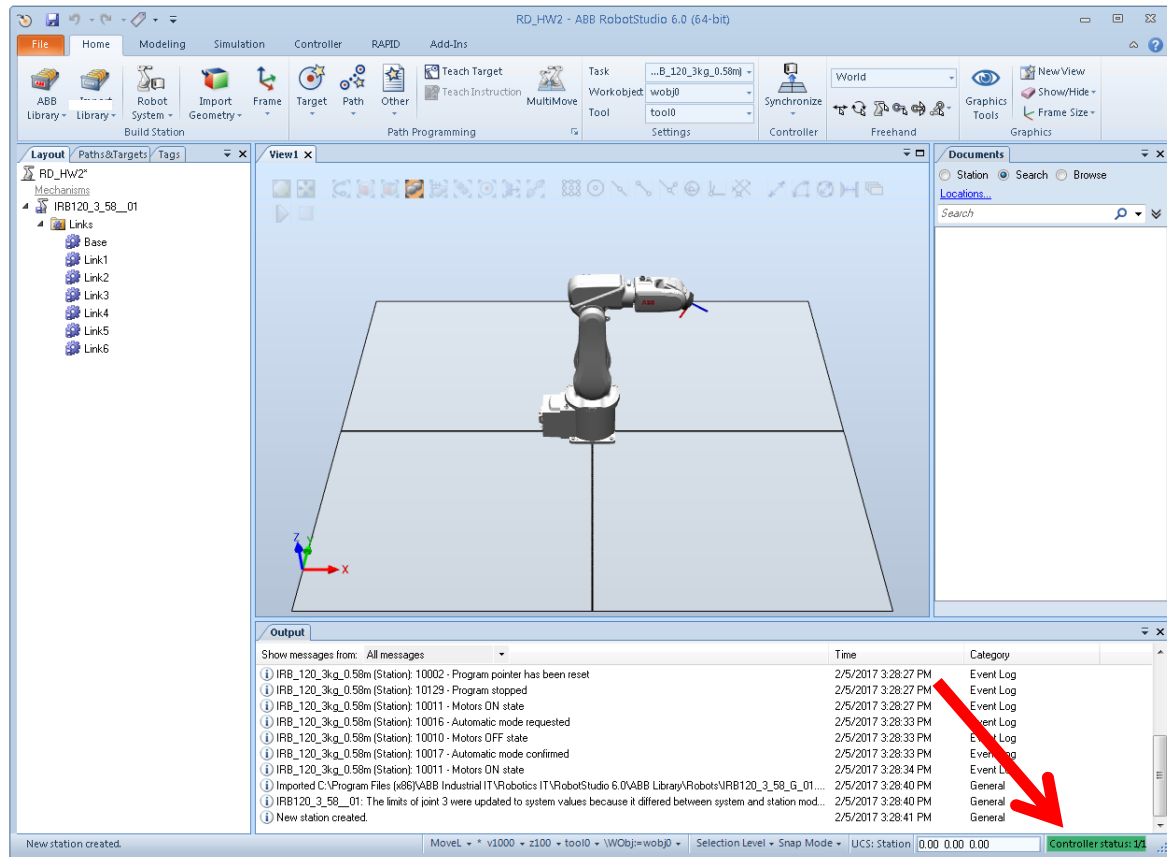 RD_HW2 - ABB RobotStudio 6.0 (64-bit)
File Home Modeling Simulation Controller RAPID Add-Ins
ABB Library
Library
Robot System
Import Geometry
Frame
Build Station
Target
Path
Other
Teach Target
Teach Instruction
MultiMove
Path Programming
Task ...B_120_3kg_0.58m)
Workobject wobj0
Tool tool0
Settings
Synchronize
Controller
World
Freehand
Graphics Tools
New View
Show/Hide
Frame Size
Graphics
Layout Paths&Targets Tags
RD_HW2*
Mechanisms
IRB120_3_58__01
Links
Base
Link1
Link2
Link3
Link4
Link5
Link6
View1
ABB
Z Y
X
Documents
Station Search Browse
Locations...
Search
Output
Show messages from: All messages Time Category
IRB_120_3kg_0.58m (Station): 10002 - Program pointer has been reset 2/5/2017 3:28:27 PM Event Log
IRB_120_3kg_0.58m (Station): 10129 - Program stopped 2/5/2017 3:28:27 PM Event Log
IRB_120_3kg_0.58m (Station): 10011 - Motors ON state 2/5/2017 3:28:27 PM Event Log
IRB_120_3kg_0.58m (Station): 10016 - Automatic mode requested 2/5/2017 3:28:33 PM Event Log
IRB_120_3kg_0.58m (Station): 10010 - Motors OFF state 2/5/2017 3:28:33 PM Event Log
IRB_120_3kg_0.58m (Station): 10017 - Automatic mode confirmed 2/5/2017 3:28:33 PM Event Log
IRB_120_3kg_0.58m (Station): 10011 - Motors ON state 2/5/2017 3:28:34 PM Event Log
Imported C:\Program Files (x86)\ABB Industrial IT\Robotics IT\RobotStudio 6.0\ABB Library\Robots\IRB120_3_58_G_01.... 2/5/2017 3:28:40 PM General
IRB120_3_58__01: The limits of joint 3 were updated to system values because it differed between system and station mod... 2/5/2017 3:28:40 PM General
New station created. 2/5/2017 3:28:41 PM General
New station created. MoveL * v1000 z100 tool0 \WObj:=wobj0 Selection Level Snap Mode UCS: Station 0.00 0.00 0.00 Controller status: 1/1